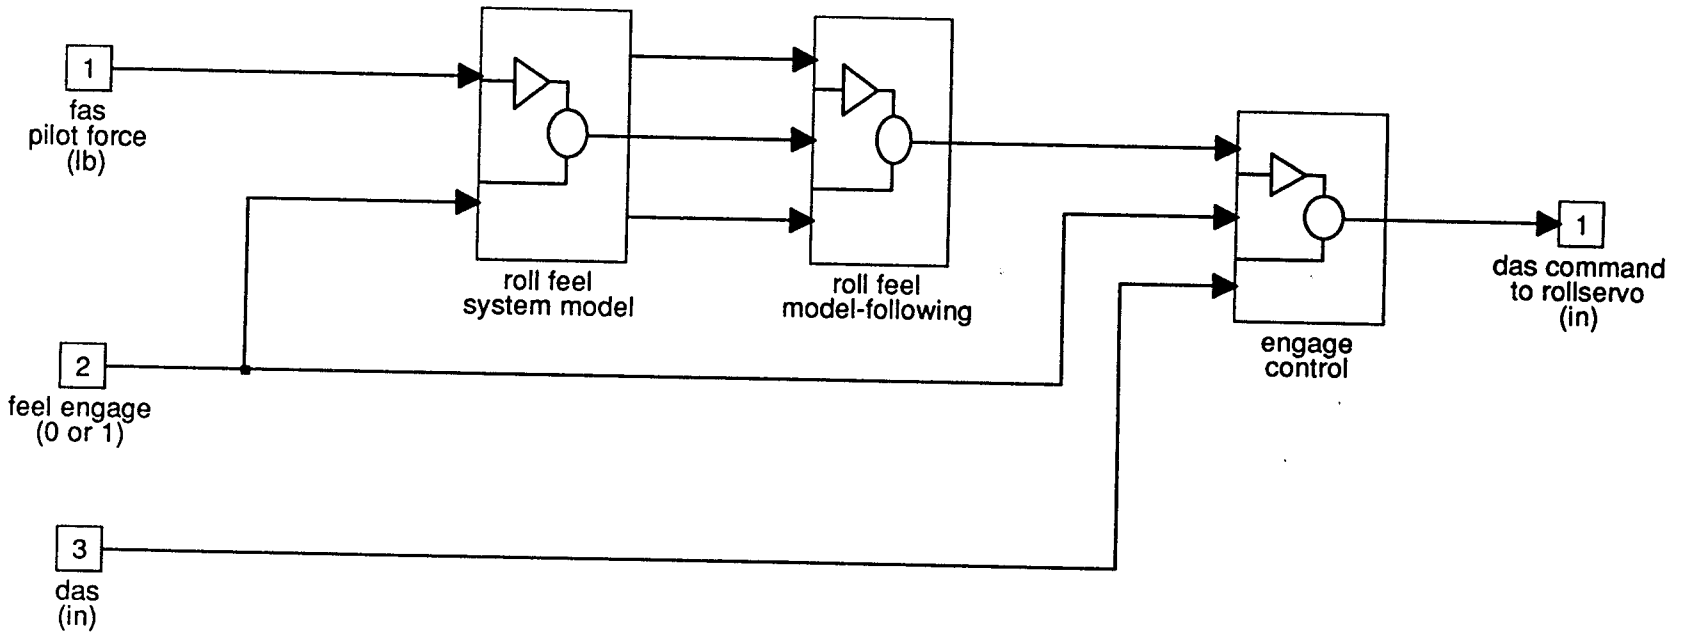 1
fas
pilot force
(lb)
roll feel
system model
roll feel
model-following
1
das command
to rollservo
(in)
engage
control
2
feel engage
(0 or 1)
3
das
(in)